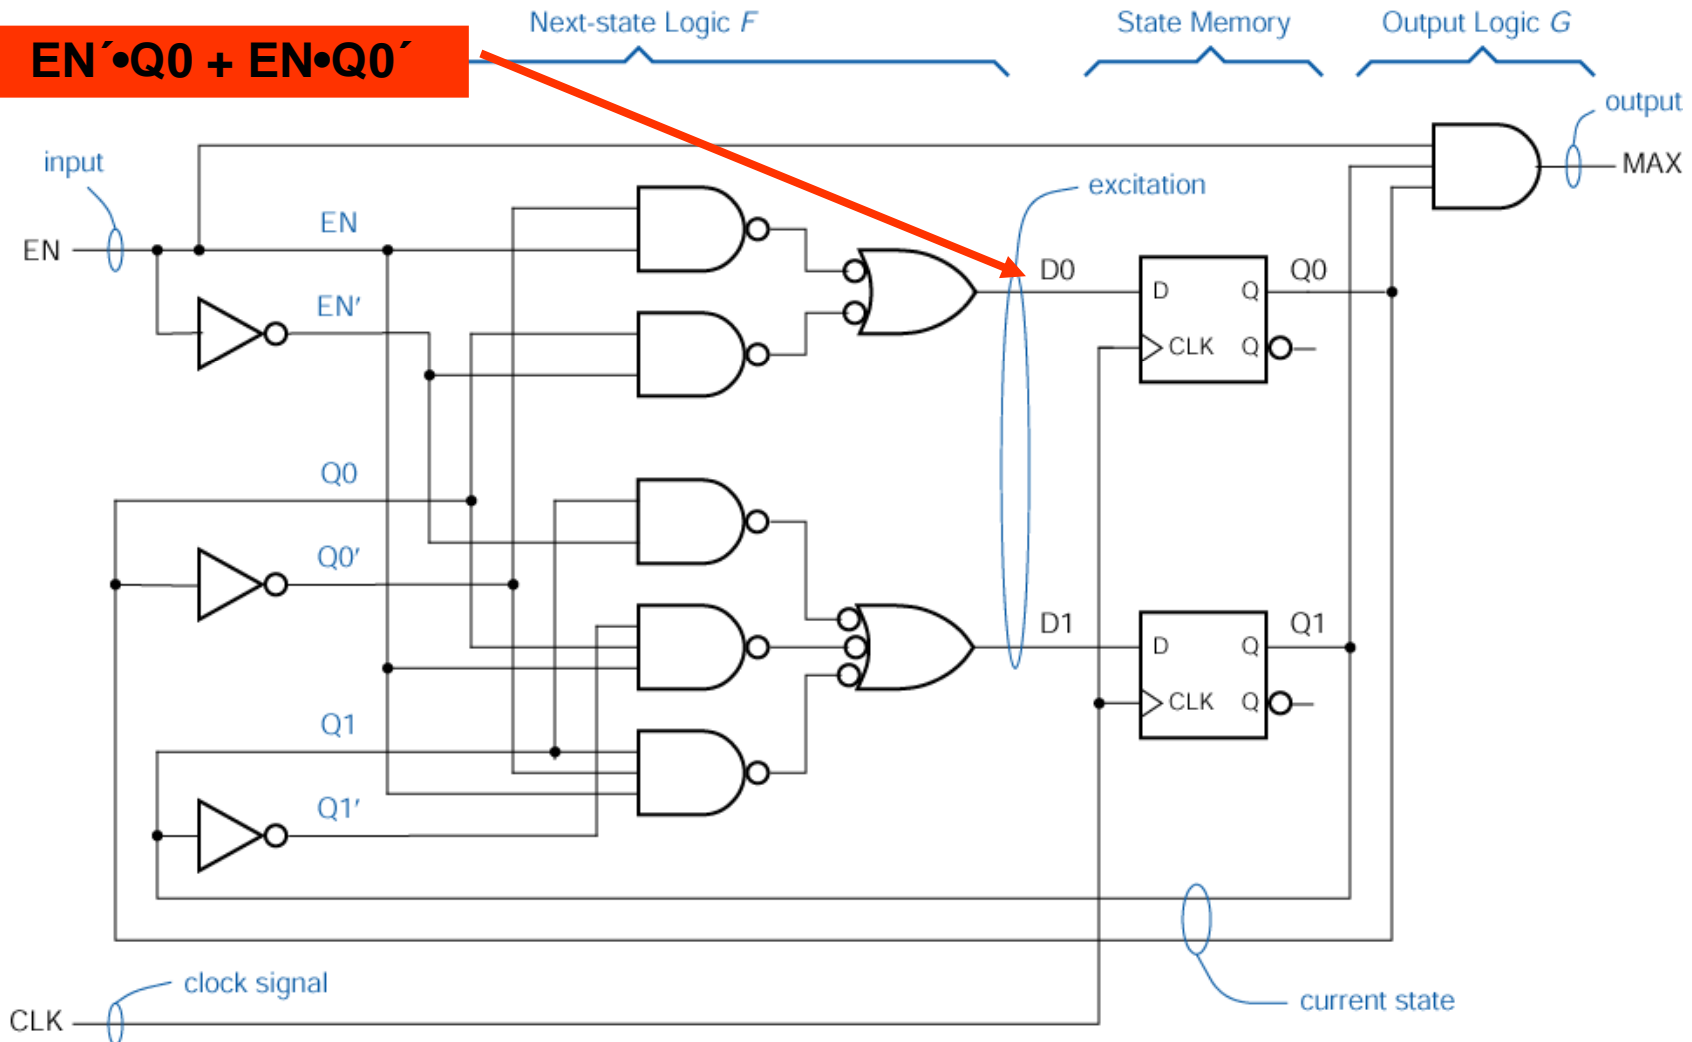 Next-state Logic F
State Memory
Output Logic G
EN´•Q0 + EN•Q0´
output
input
MAX
excitation
EN
EN
D0
Q0
D
Q
EN′
CLK
Q
Q0
Q0′
D1
Q1
D
Q
CLK
Q
Q1
Q1′
clock signal
current state
CLK